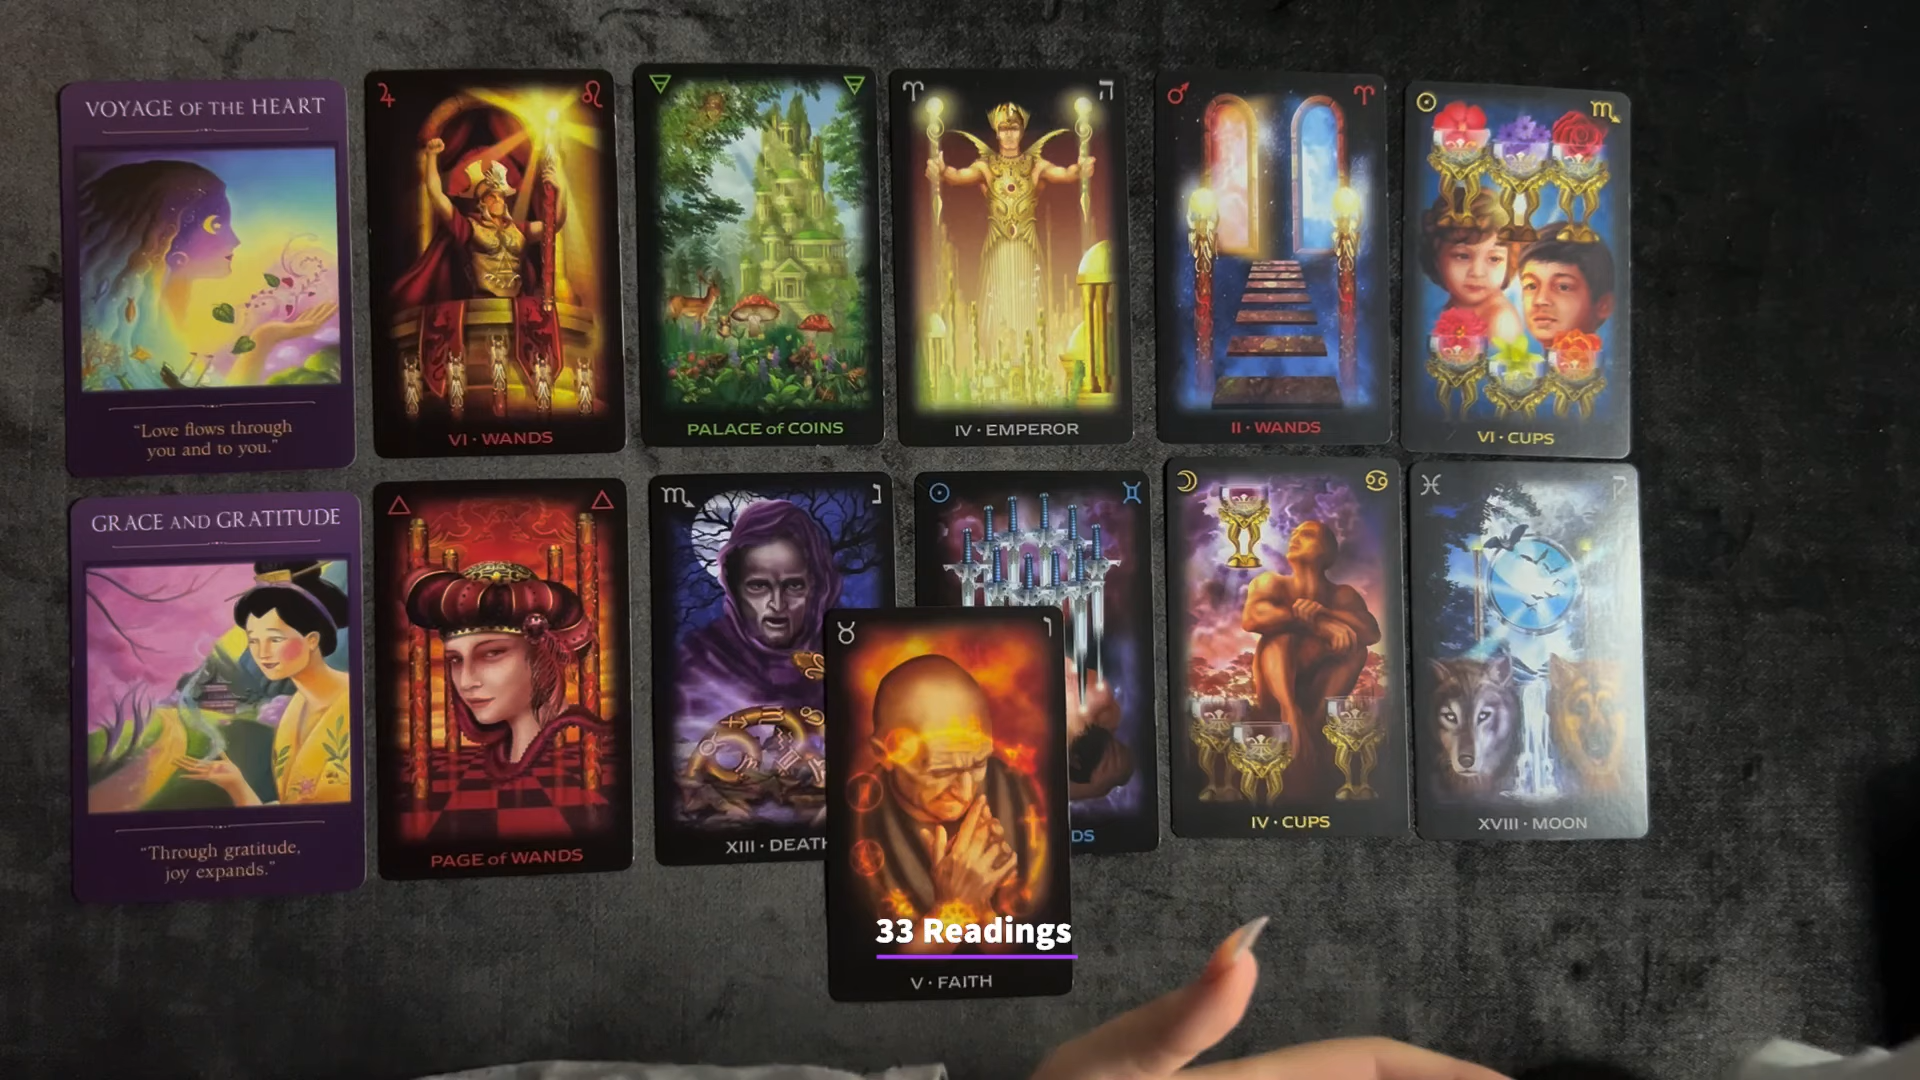 VOYAGE OF THE HEART
"Love flows through
you and to you."
VI · WANDS
PALACE of COINS
IV · EMPEROR
II · WANDS
VI · CUPS
GRACE AND GRATITUDE
"Through gratitude,
joy expands."
PAGE of WANDS
XIII · DEATH
DS
IV · CUPS
XVIII · MOON
33 Readings
V · FAITH